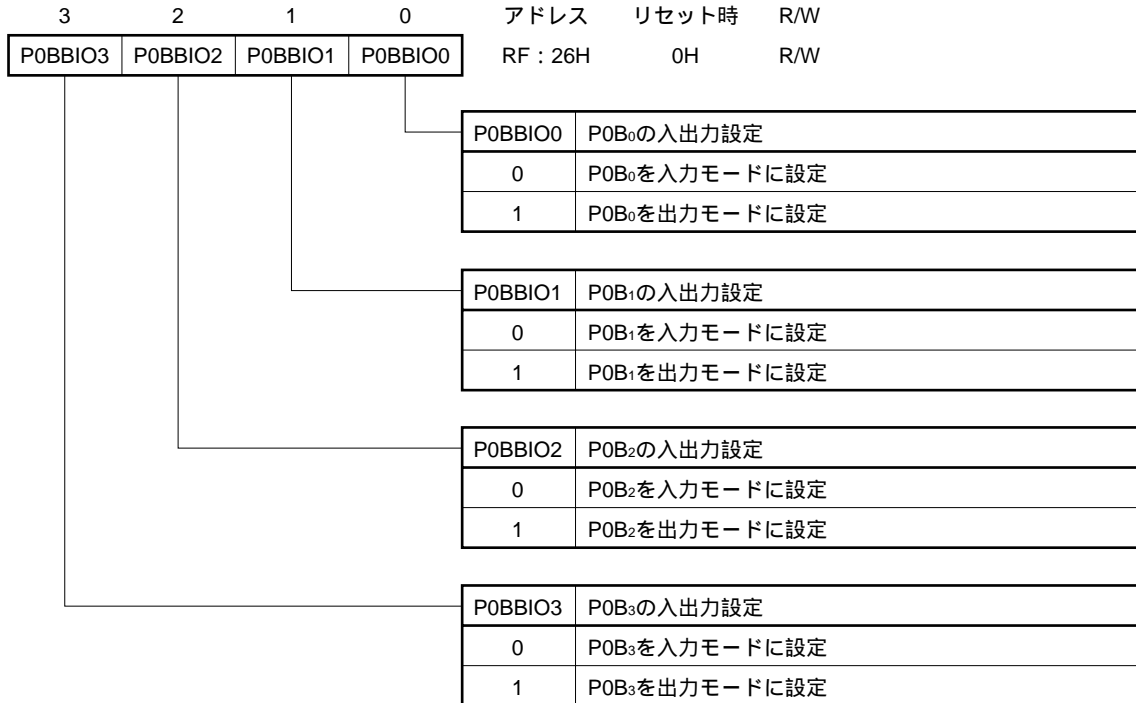 3 2 1 0 アドレス リセット時 R/W
P0BBIO3 P0BBIO2 P0BBIO1 P0BBIO0 RF：26H 0H R/W
P0BBIO0 P0B₀の入出力設定
0 P0B₀を入力モードに設定
1 P0B₀を出力モードに設定
P0BBIO1 P0B₁の入出力設定
0 P0B₁を入力モードに設定
1 P0B₁を出力モードに設定
P0BBIO2 P0B₂の入出力設定
0 P0B₂を入力モードに設定
1 P0B₂を出力モードに設定
P0BBIO3 P0B₃の入出力設定
0 P0B₃を入力モードに設定
1 P0B₃を出力モードに設定